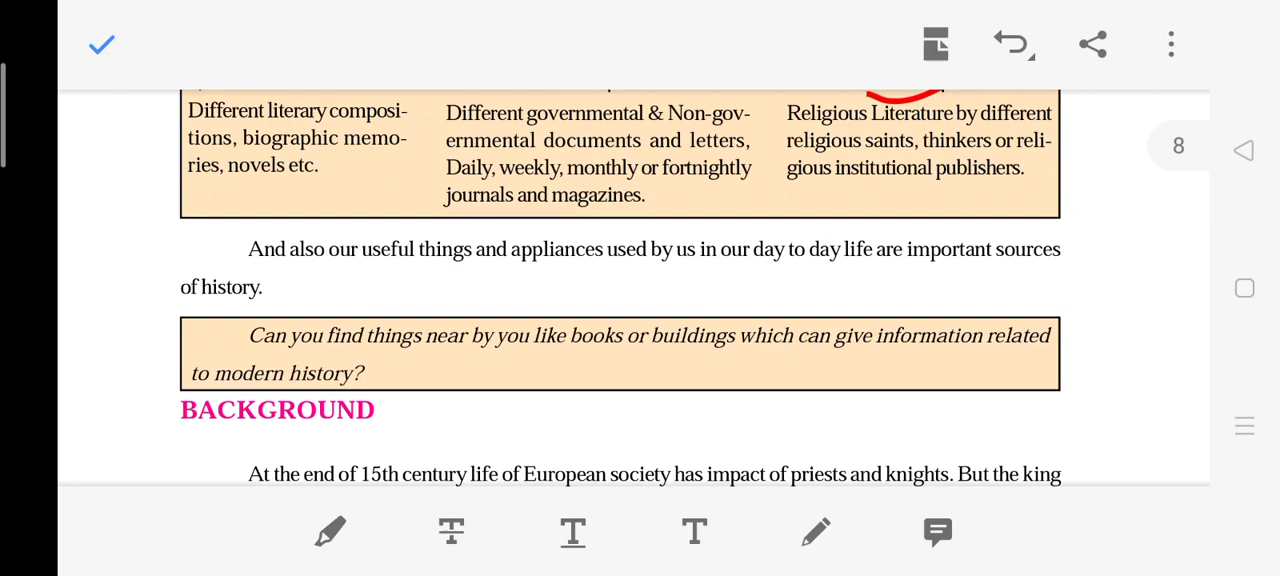 8
Different literary composi-
tions, biographic memo-
ries, novels etc.
Different governmental & Non-gov-
ernmental documents and letters,
Daily, weekly, monthly or fortnightly
journals and magazines.
Religious Literature by different
religious saints, thinkers or reli-
gious institutional publishers.
And also our useful things and appliances used by us in our day to day life are important sources
of history.
Can you find things near by you like books or buildings which can give information related
to modern history?
BACKGROUND
At the end of 15th century life of European society has impact of priests and knights. But the king
T
T
T